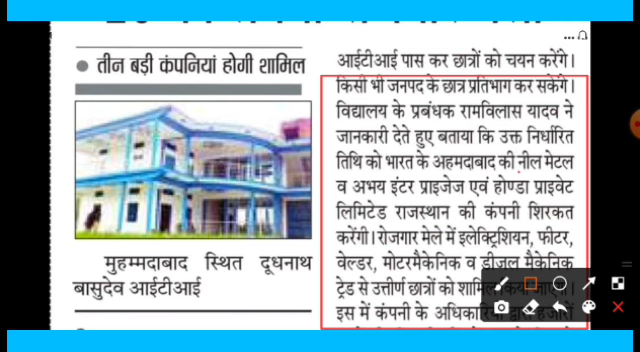 तीन बड़ी कंपनियां होगी शामिल
मुहम्मदाबाद स्थित दूधनाथ
बासुदेव आईटीआई
आईटीआई पास कर छात्रों को चयन करेंगे।
किसी भी जनपद के छात्र प्रतिभाग कर सकेगे।
विद्यालय के प्रबंधक रामविलास यादव ने
जानकारी देते हुए बताया कि उक्त निर्धारित
तिथि को भारत के अहमदाबाद की नील मेटल
व अभय इंटर प्राइजेज एवं होण्डा प्राइवेट
लिमिटेड राजस्थान की कंपनी शिरकत
करेंगी। रोजगार मेले में इलेक्ट्रिशियन, फीटर,
वेल्डर, मोटरमैकेनिक व डीजल मैकेनिक
ट्रेड से उत्तीर्ण छात्रों को शामिल किया जाएगा।
इस में कंपनी के अधिकारियों द्वारा हजारों